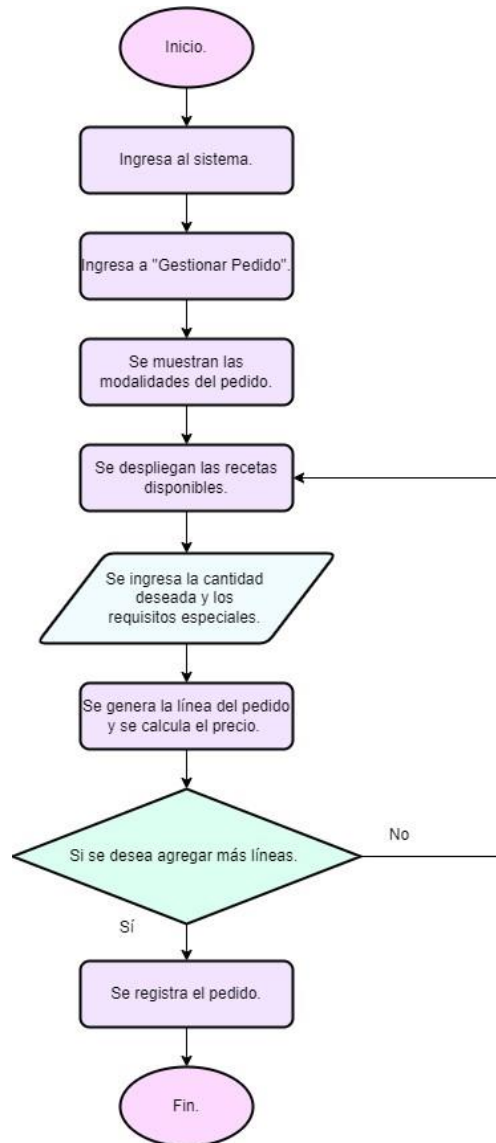 Inicio.
Ingresa al sistema.
Ingresa a "Gestionar Pedido".
Se muestran las
modalidades del pedido.
Se despliegan las recetas
disponibles.
Se ingresa la cantidad
deseada y los
requisitos especiales.
Se genera la línea del pedido
y se calcula el precio.
Si se desea agregar más líneas.
No
Sí
Se registra el pedido.
Fin.